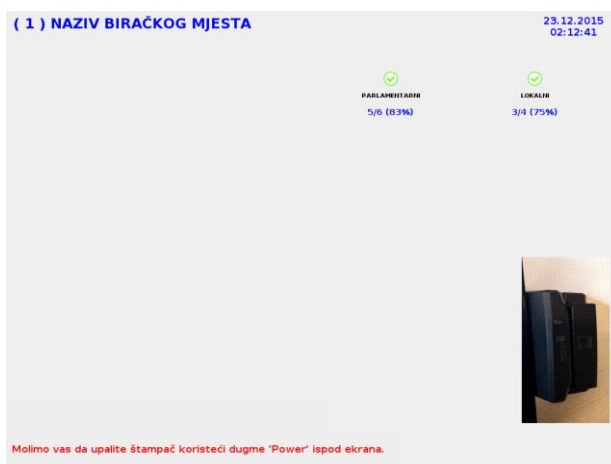 ( 1 ) NAZIV BIRAČKOG MJESTA
23.12.2015
02:12:41
PARLAMENTARNI
LOKALNI
5/6 (83%)
3/4 (75%)
Molimo vas da upalite štampač koristeći dugme 'Power' ispod ekrana.